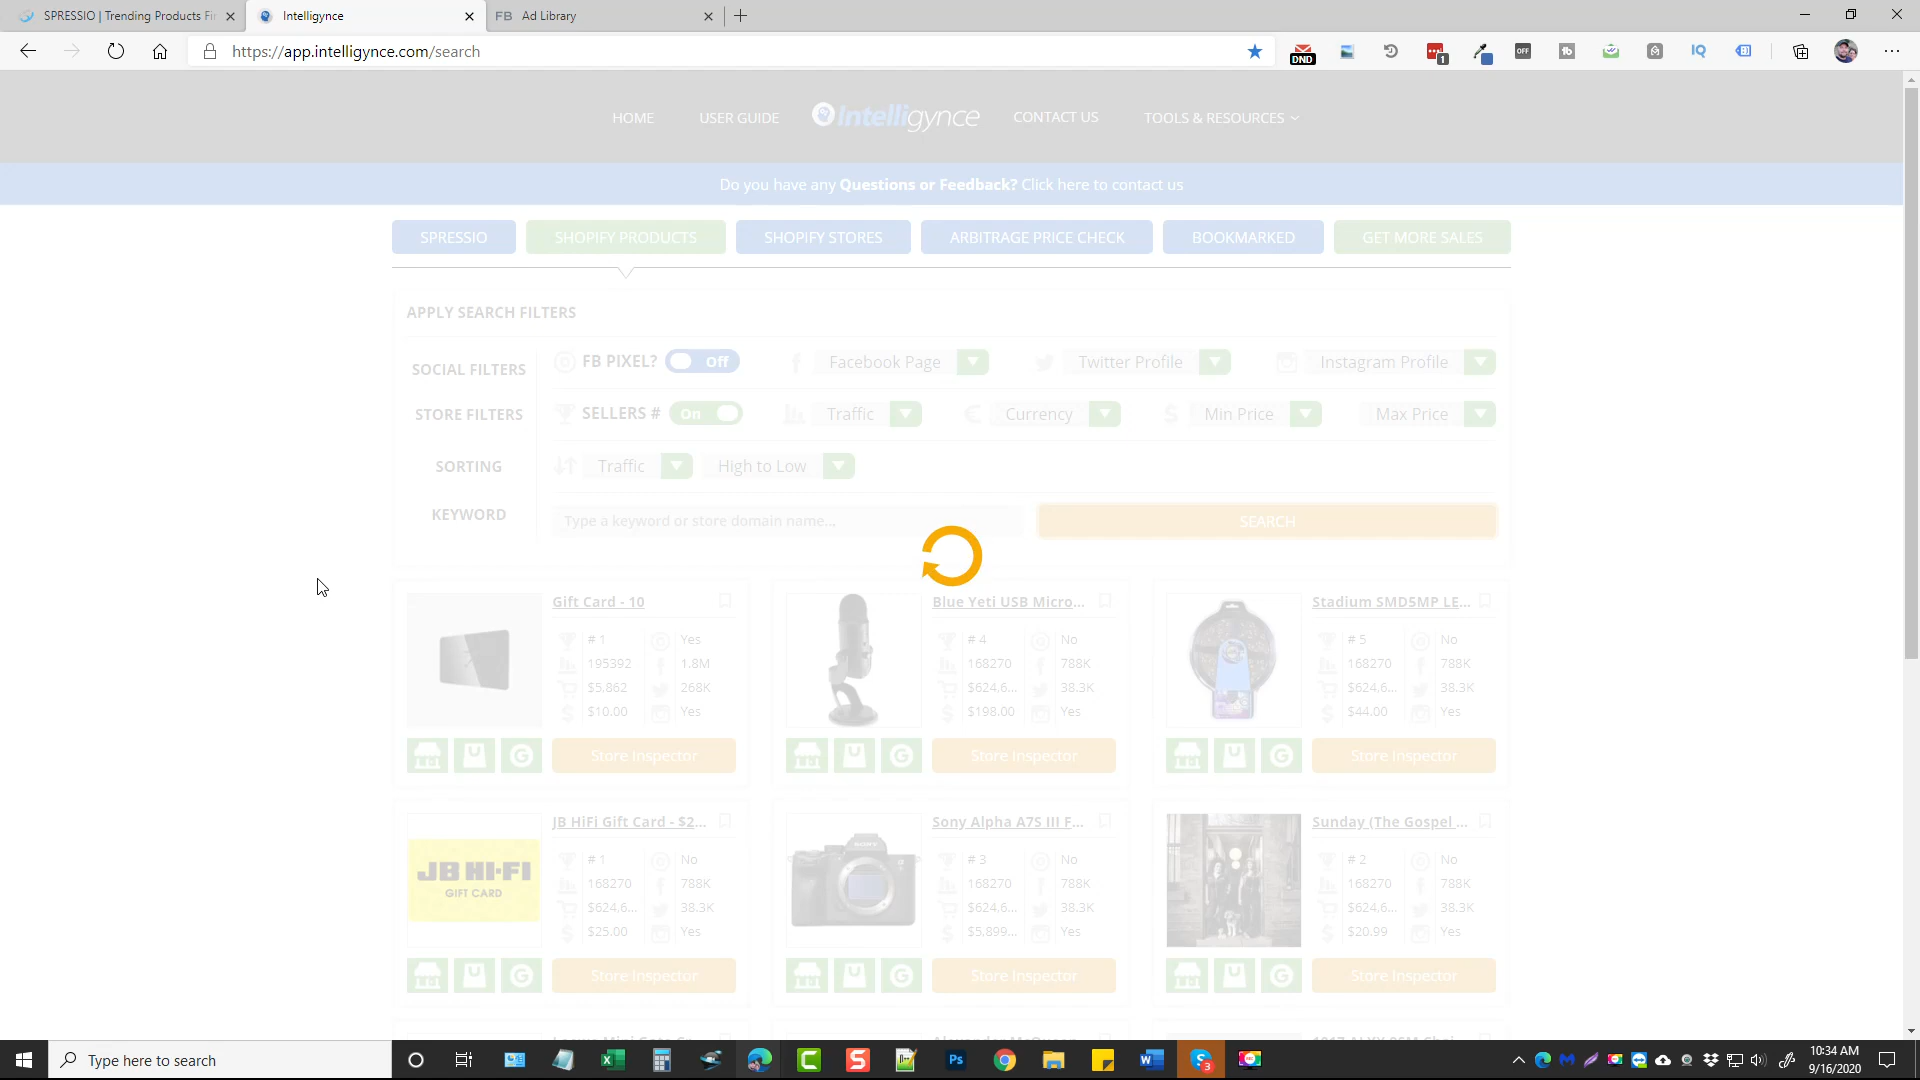 SPRESSIO | Trending Products Fi
Intelligynce
FB Ad Library
https://app.intelligynce.com/search
DND
1
OFF
IQ
HOME
USER GUIDE
Intelligynce
CONTACT US
TOOLS & RESOURCES
Do you have any Questions or Feedback? Click here to contact us
SPRESSIO
SHOPIFY PRODUCTS
SHOPIFY STORES
ARBITRAGE PRICE CHECK
BOOKMARKED
GET MORE SALES
APPLY SEARCH FILTERS
SOCIAL FILTERS
FB PIXEL? Off
Facebook Page
Twitter Profile
Instagram Profile
STORE FILTERS
SELLERS # On
Traffic
Currency
Min Price
Max Price
SORTING
Traffic
High to Low
KEYWORD
Type a keyword or store domain name...
SEARCH
Gift Card - 10
# 1 Yes
195392 1.8M
$5,862 268K
$10.00 Yes
Store Inspector
Blue Yeti USB Micro...
# 4 No
168270 788K
$624,6... 38.3K
$198.00 Yes
Store Inspector
Stadium SMD5MP LE...
# 5 No
168270 788K
$624,6... 38.3K
$44.00 Yes
Store Inspector
JB HI-FI
GIFT CARD
JB HiFi Gift Card - $2...
# 1 No
168270 788K
$624,6... 38.3K
$25.00 Yes
Store Inspector
SONY
Sony Alpha A7S III F...
# 3 No
168270 788K
$624,6... 38.3K
$5,899... Yes
Store Inspector
Sunday (The Gospel ...
# 2 No
168270 788K
$624,6... 38.3K
$20.99 Yes
Store Inspector
Type here to search
Ps
3
10:34 AM
9/16/2020